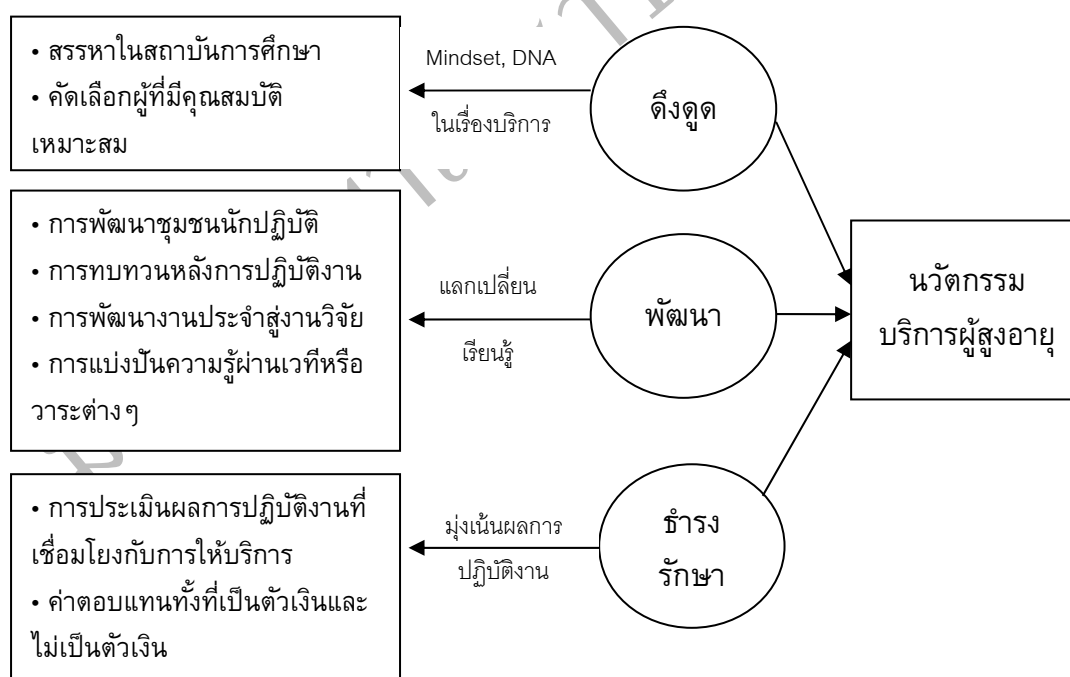 • สรรหาในสถาบันการศึกษา
• คัดเลือกผู้ที่มีคุณสมบัติ
เหมาะสม
Mindset, DNA
ในเรื่องบริการ
ดึงดูด
• การพัฒนาชุมชนนักปฏิบัติ
• การทบทวนหลังการปฏิบัติงาน
• การพัฒนางานประจำสู่งานวิจัย
• การแบ่งปันความรู้ผ่านเวทีหรือ
วาระต่างๆ
แลกเปลี่ยน
เรียนรู้
พัฒนา
นวัตกรรม
บริการผู้สูงอายุ
• การประเมินผลการปฏิบัติงานที่
เชื่อมโยงกับการให้บริการ
• ค่าตอบแทนทั้งที่เป็นตัวเงินและ
ไม่เป็นตัวเงิน
มุ่งเน้นผลการ
ปฏิบัติงาน
ธำรง
รักษา